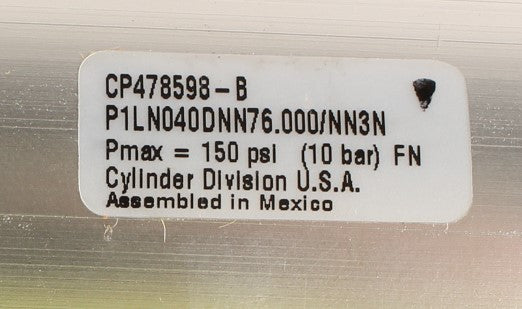 CP478598-B
P1LN040DNN76.000/NN3N
Pmax = 150 psi (10 bar) FN
Cylinder Division U.S.A.
Assembled in Mexico